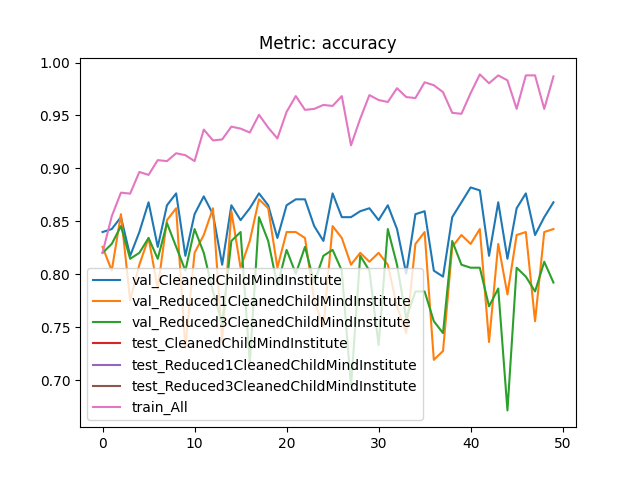 Metric: accuracy
1.00
0.95
0.90
0.85
0.80
0.75
0.70
val_CleanedChildMindInstitute
val_Reduced1CleanedChildMindInstitute
val_Reduced3CleanedChildMindInstitute
test_CleanedChildMindInstitute
test_Reduced1CleanedChildMindInstitute
test_Reduced3CleanedChildMindInstitute
train_All
0 10 20 30 40 50